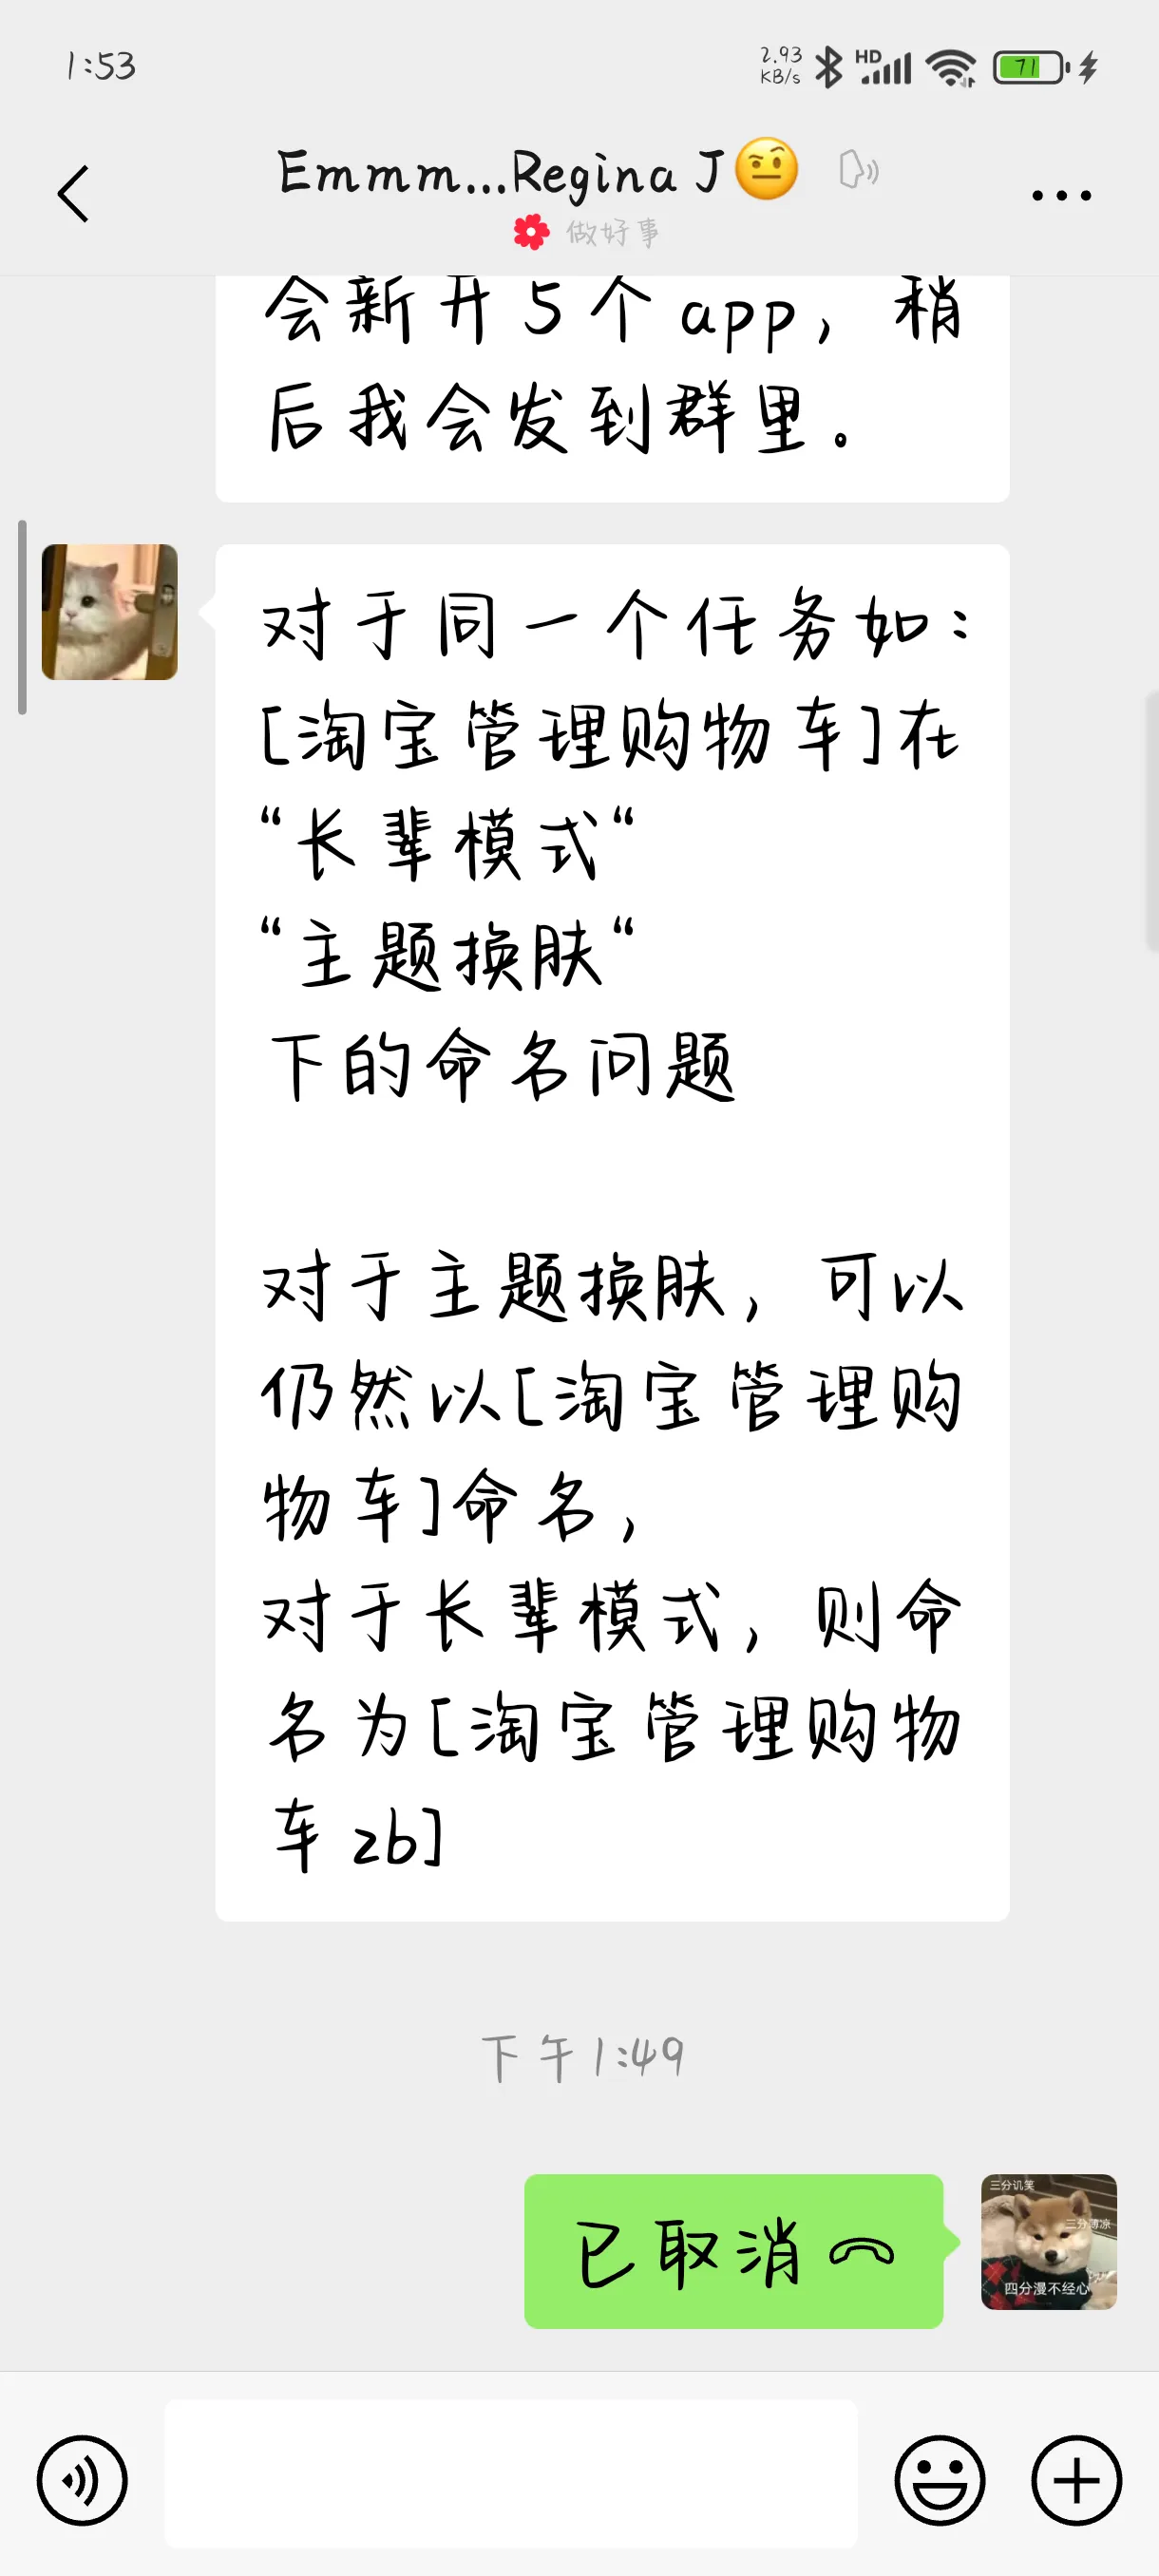 1:53
2.93
KB/s
HD
71
Emmm...Regina J🤨
做好事
会新开5个app，稍
后我会发到群里。
对于同一个任务如：
[淘宝管理购物车]在
“长辈模式“
“主题换肤“
下的命名问题
对于主题换肤，可以
仍然以[淘宝管理购
物车]命名，
对于长辈模式，则命
名为[淘宝管理购物
车zb]
下午1:49
已取消
三分讥笑
三分薄凉
四分漫不经心